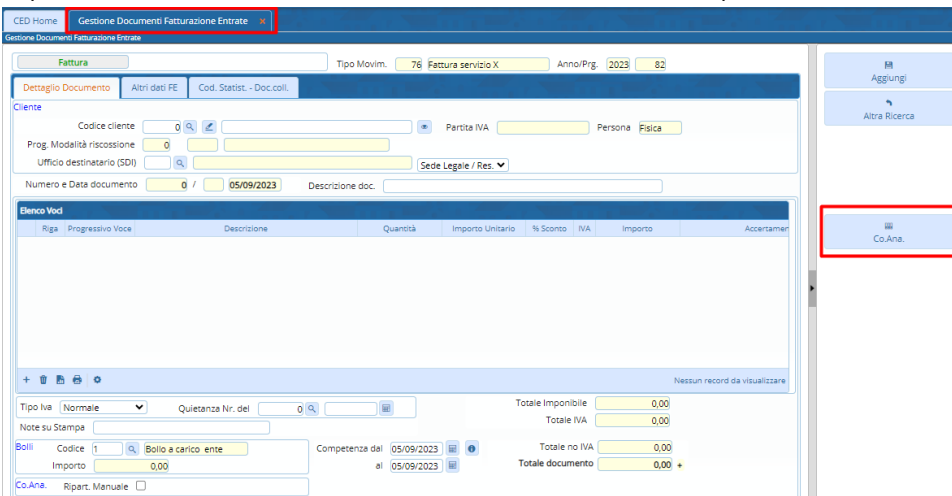 CED Home Gestione Documenti Fatturazione Entrate ×
Gestione Documenti Fatturazione Entrate
Fattura Tipo Movim. 76 Fattura servizio X Anno/Prg. 2023 82
Aggiungi
Dettaglio Documento Altri dati FE Cod. Statist. - Doc.coll.
Altra Ricerca
Cliente
Codice cliente 0 Partita IVA Persona Fisica
Prog. Modalità riscossione 0
Ufficio destinatario (SDI) Sede Legale / Res.
Numero e Data documento 0 / 05/09/2023 Descrizione doc.
Elenco Voci
Riga Progressivo Voce Descrizione Quantità Importo Unitario % Sconto IVA Importo Accertamen
Co.Ana.
Nessun record da visualizzare
Tipo Iva Normale Quietanza Nr. del 0 Totale Imponibile 0,00
Totale IVA 0,00
Note su Stampa
Bolli Codice 1 Bollo a carico ente Competenza dal 05/09/2023 Totale no IVA 0,00
Importo 0,00 al 05/09/2023 Totale documento 0,00 +
Co.Ana. Ripart. Manuale